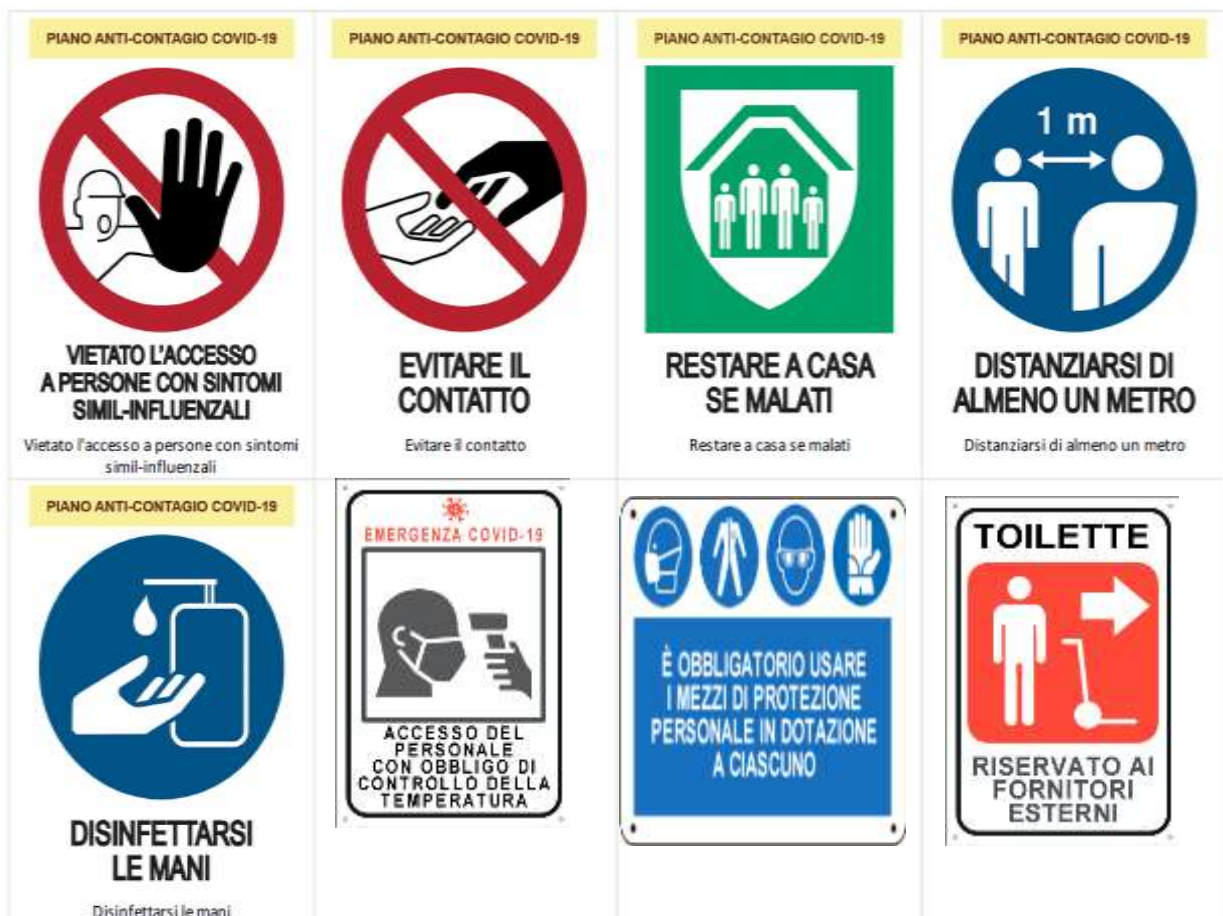 PIANO ANTI-CONTAGIO COVID-19
VIETATO L'ACCESSO
A PERSONE CON SINTOMI
SIMIL-INFLUENZALI
Vietato l'accesso a persone con sintomi
simil-influenzali
PIANO ANTI-CONTAGIO COVID-19
EVITARE IL
CONTATTO
Evitare il contatto
PIANO ANTI-CONTAGIO COVID-19
RESTARE A CASA
SE MALATI
Restare a casa se malati
PIANO ANTI-CONTAGIO COVID-19
1 m
DISTANZIARSI DI
ALMENO UN METRO
Distanziarsi di almeno un metro
PIANO ANTI-CONTAGIO COVID-19
DISINFETTARSI
LE MANI
Disinfettarsi le mani
EMERGENZA COVID-19
ACCESSO DEL
PERSONALE
CON OBBLIGO DI
CONTROLLO DELLA
TEMPERATURA
È OBBLIGATORIO USARE
I MEZZI DI PROTEZIONE
PERSONALE IN DOTAZIONE
A CIASCUNO
TOILETTE
RISERVATO AI
FORNITORI
ESTERNI